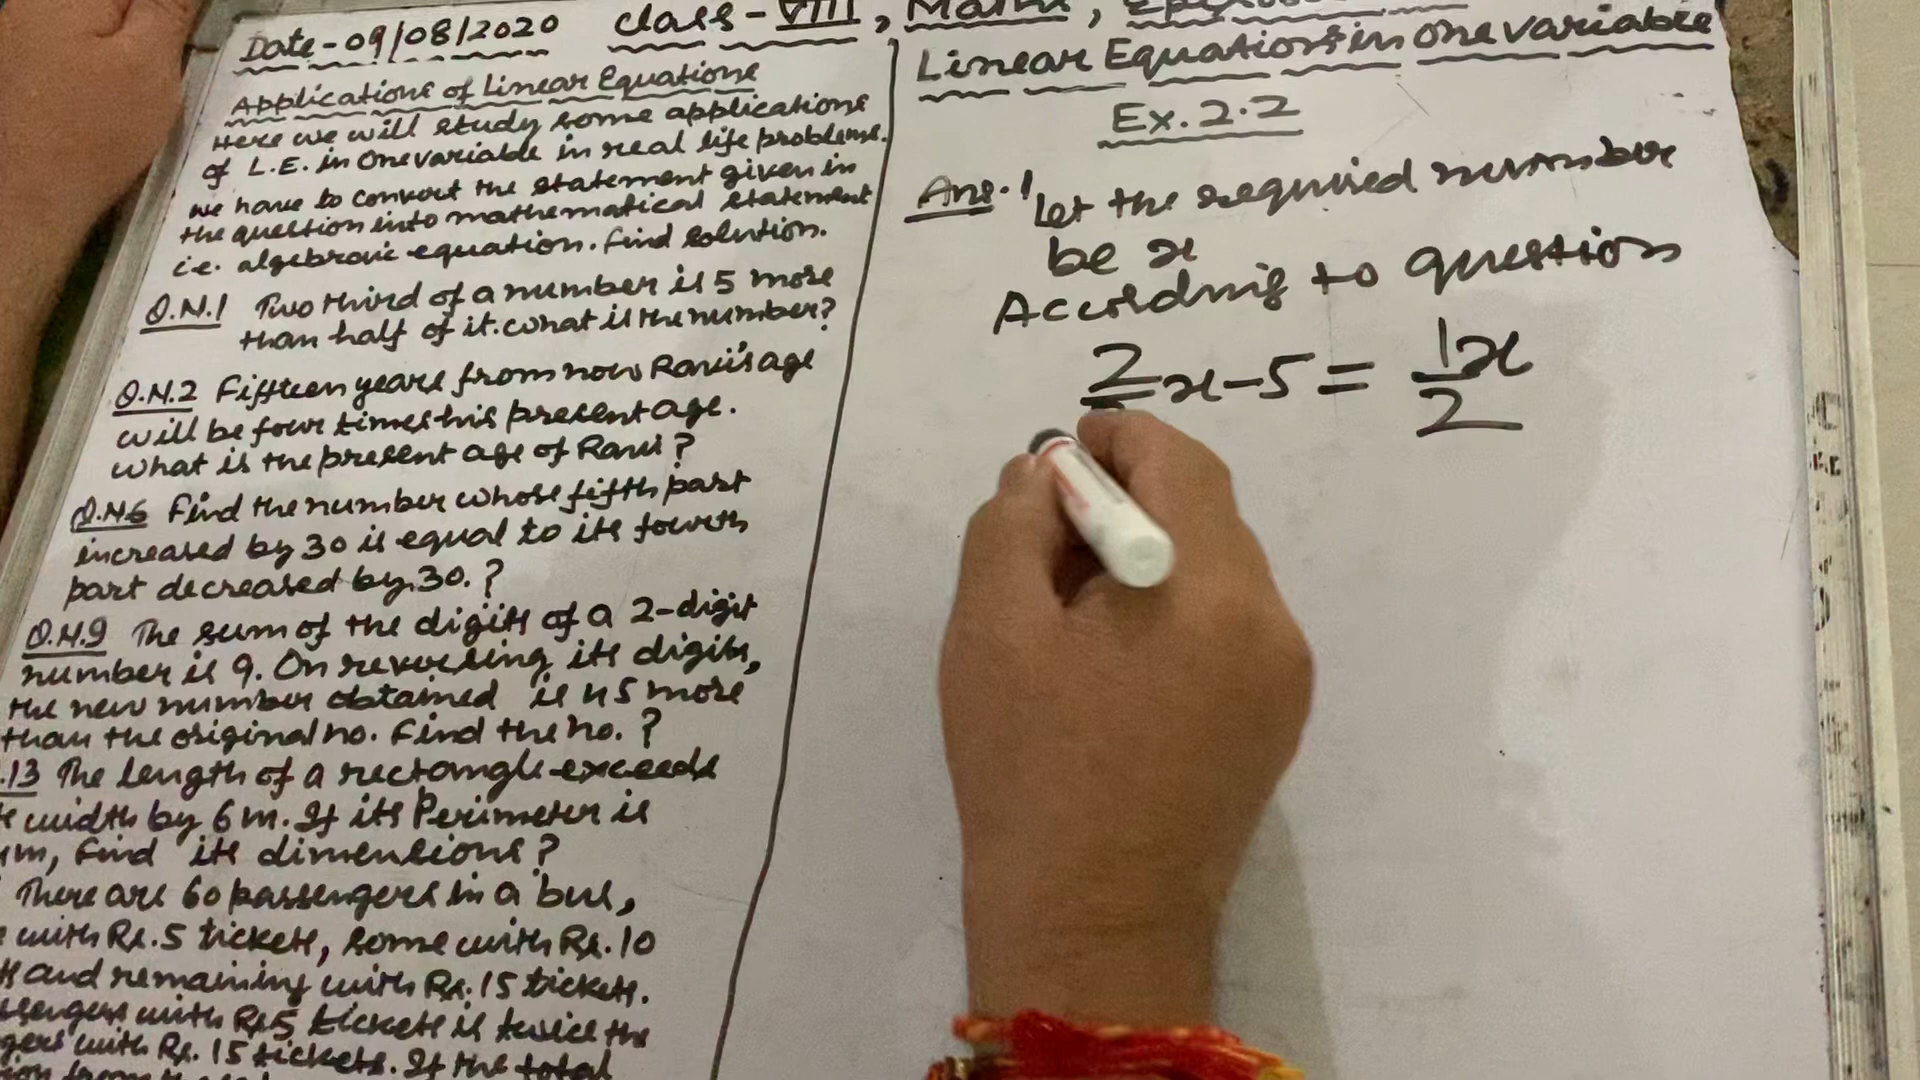 Date-09/08/2020 class-VIII, Maths,
Applications of Linear Equations
Here we will study some applications
of L.E. in one variable in real life problems.
we have to convert the statement given in
the question into mathematical statement
i.e. algebraic equation. find solution.
Q.N.1 Two third of a number is 5 more
than half of it. what is the number?
Q.N.2 Fifteen years from now Ravi's age
will be four times his present age.
what is the present age of Ravi?
Q.N.6 Find the number whose fifth part
increased by 30 is equal to its fourth
part decreased by 30.?
Q.N.9 The sum of the digits of a 2-digit
number is 9. On reversing its digits,
the new number obtained is 45 more
than the original no. Find the no.?
.13 The length of a rectangle exceeds
width by 6m. If its Perimeter is
m, find its dimensions?
There are 60 passengers in a bus,
with Rs.5 tickets, some with Rs.10
and remaining with Rs.15 tickets.
with Rs5 tickets is twice the
with Rs.15 tickets. If the total
Linear Equations in one variable
Ex.2.2
Ans.1 Let the required number
be x
According to question
2 x-5 = 1x/2